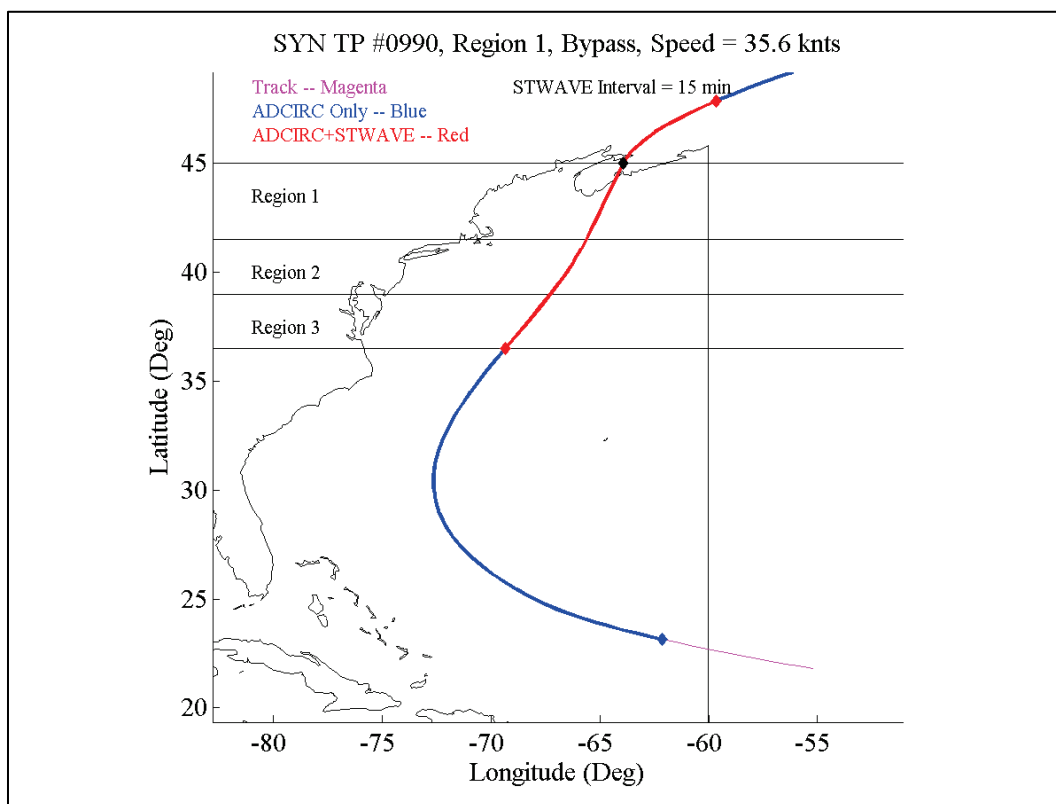 SYN TP #0990, Region 1, Bypass, Speed = 35.6 knts
Track -- Magenta
STWAVE Interval = 15 min
ADCIRC Only -- Blue
ADCIRC+STWAVE -- Red
45
Region 1
40
Region 2
Region 3
35
30
25
20
Latitude (Deg)
-80
-75
-70
-65
-60
-55
Longitude (Deg)